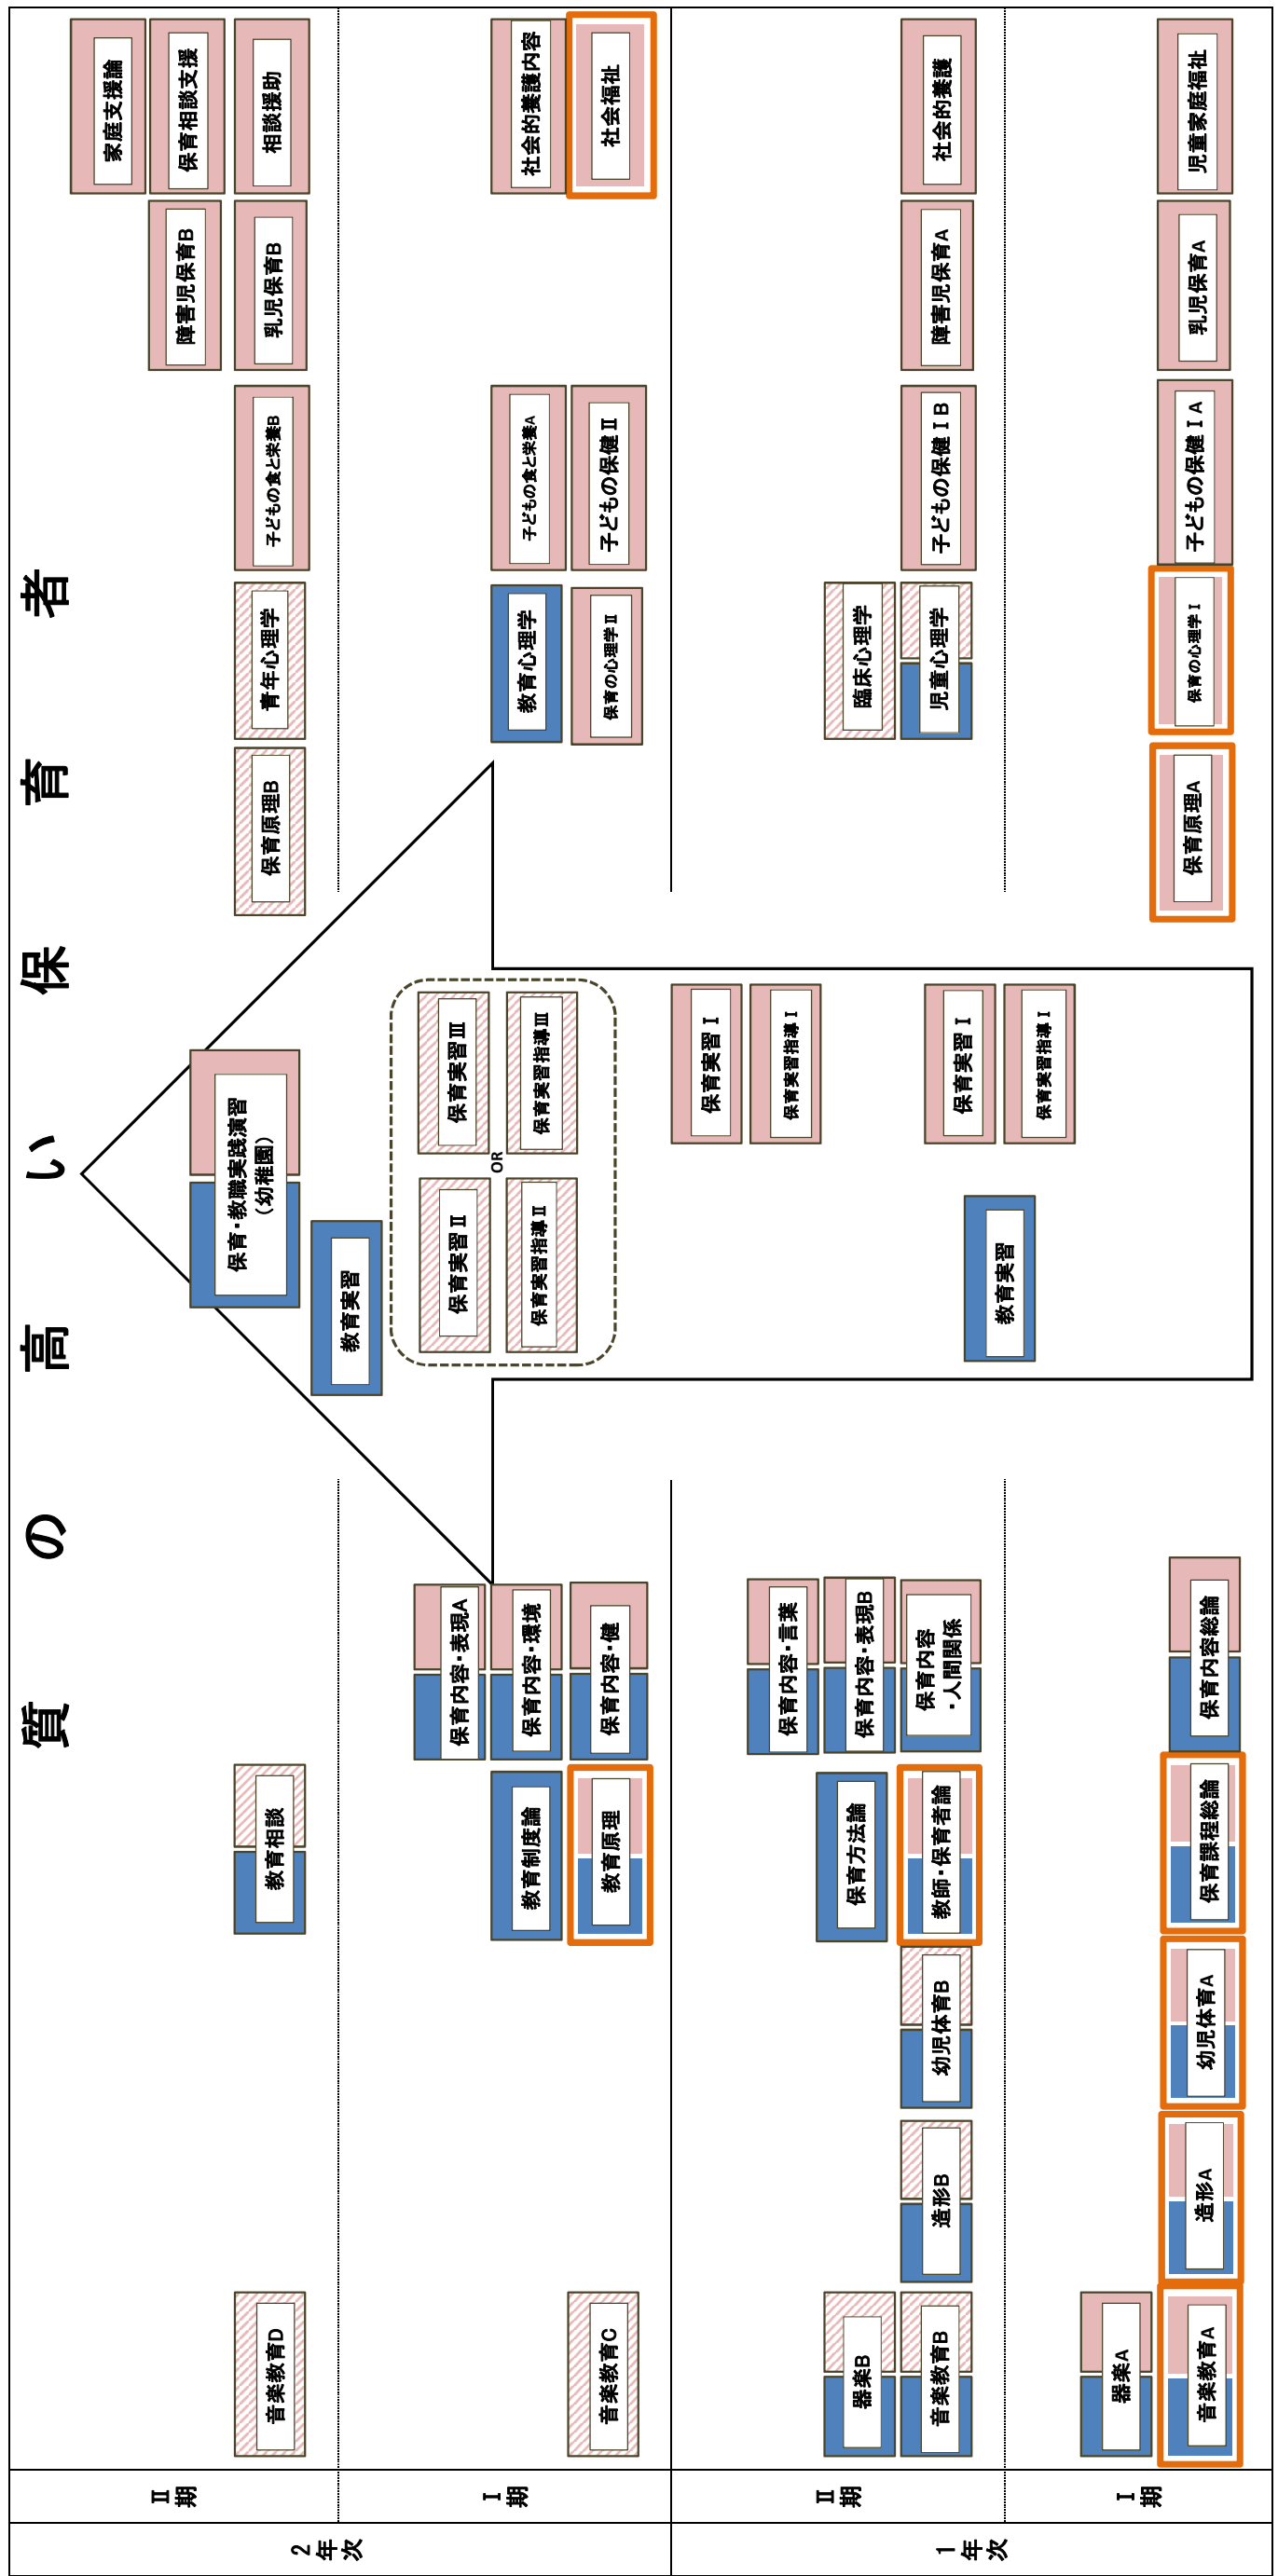 質の高い保育者
2年次
Ⅱ期
音楽教育D
教育相談
保育・教職実践演習
（幼稚園）
教育実習
保育原理B
青年心理学
子どもの食と栄養B
障害児保育B
乳児保育B
家庭支援論
保育相談支援
相談援助
Ⅰ期
音楽教育C
教育制度論
教育原理
保育内容・表現A
保育内容・環境
保育内容・健
保育実習Ⅱ
保育実習指導Ⅱ
OR
保育実習Ⅲ
保育実習指導Ⅲ
教育心理学
保育の心理学Ⅱ
子どもの食と栄養A
子どもの保健Ⅱ
社会的養護内容
社会福祉
1年次
Ⅱ期
器楽B
音楽教育B
造形B
幼児体育B
保育方法論
教師・保育者論
保育内容・言葉
保育内容・表現B
保育内容
・人間関係
教育実習
保育実習Ⅰ
保育実習指導Ⅰ
保育実習Ⅰ
保育実習指導Ⅰ
臨床心理学
児童心理学
子どもの保健ⅠB
障害児保育A
社会的養護
Ⅰ期
器楽A
音楽教育A
造形A
幼児体育A
保育課程総論
保育内容総論
保育原理A
保育の心理学Ⅰ
子どもの保健ⅠA
乳児保育A
児童家庭福祉